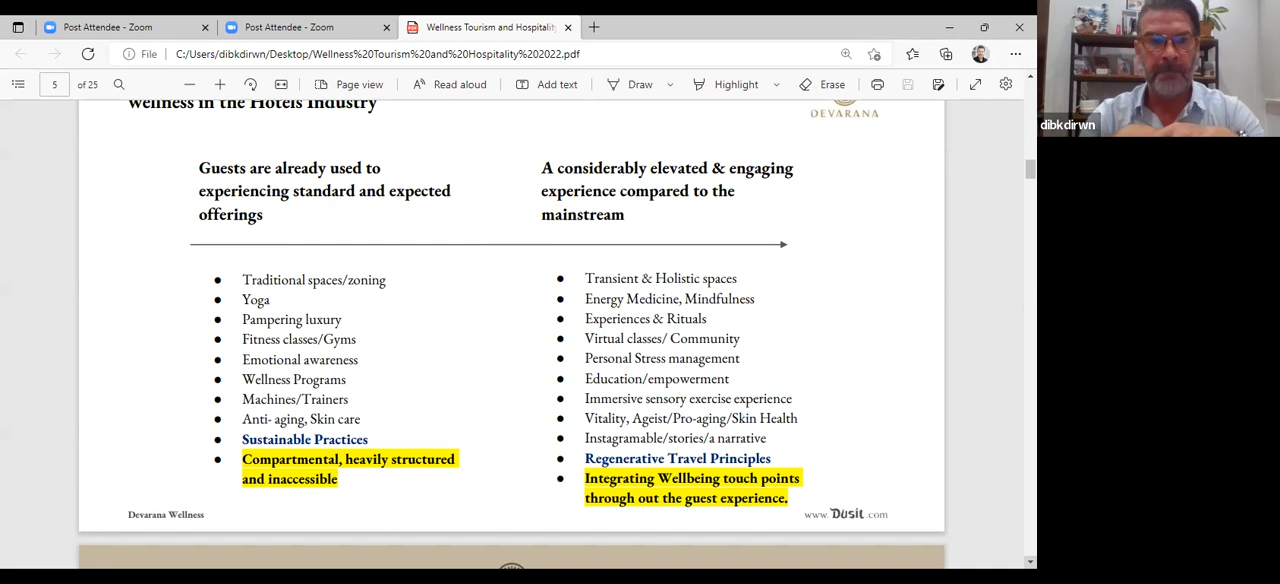 Post Attendee - Zoom
Post Attendee - Zoom
Wellness Tourism and Hospitalit
File
C:/Users/dibkdirwn/Desktop/Wellness%20Tourism%20and%20Hospitality%202022.pdf
5 of 25
Page view
Read aloud
Add text
Draw
Highlight
Erase
dibkdirwn
wellness in the Hotels Industry
DEVARANA
Guests are already used to
experiencing standard and expected
offerings
A considerably elevated & engaging
experience compared to the
mainstream
Traditional spaces/zoning
Yoga
Pampering luxury
Fitness classes/Gyms
Emotional awareness
Wellness Programs
Machines/Trainers
Anti- aging, Skin care
Sustainable Practices
Compartmental, heavily structured
and inaccessible
Transient & Holistic spaces
Energy Medicine, Mindfulness
Experiences & Rituals
Virtual classes/ Community
Personal Stress management
Education/empowerment
Immersive sensory exercise experience
Vitality, Ageist/Pro-aging/Skin Health
Instagramable/stories/a narrative
Regenerative Travel Principles
Integrating Wellbeing touch points
through out the guest experience.
Devarana Wellness
www.Dusit.com